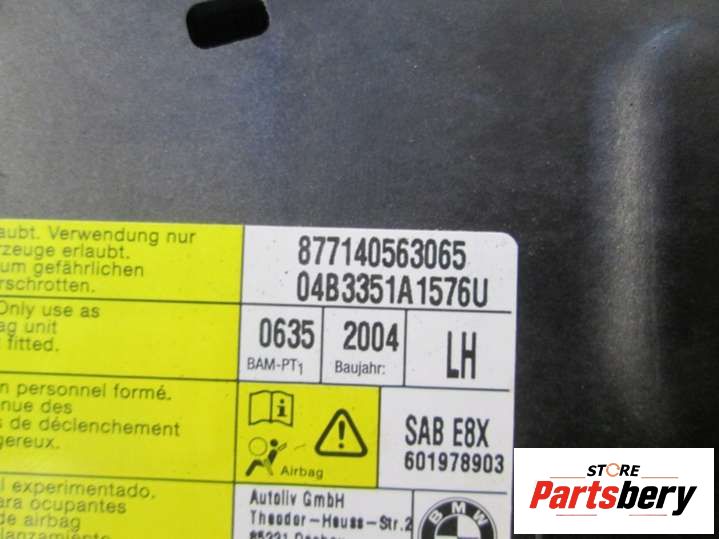 aubt. Verwendung nur
rzeuge erlaubt.
um gefährlichen
rschrotten.
877140563065
04B3351A1576U
Only use as
ag unit
fitted.
0635
BAM-PT1
2004
Baujahr:
LH
n personnel formé.
nue des
s de déclenchement
gereux.
Airbag
SAB E8X
601978903
l experimentado.
ara ocupantes
de airbag
lanzamiento
Autoliv GmbH
Theodor-Heuss-Str.2
BMW
STORE
Partsbery